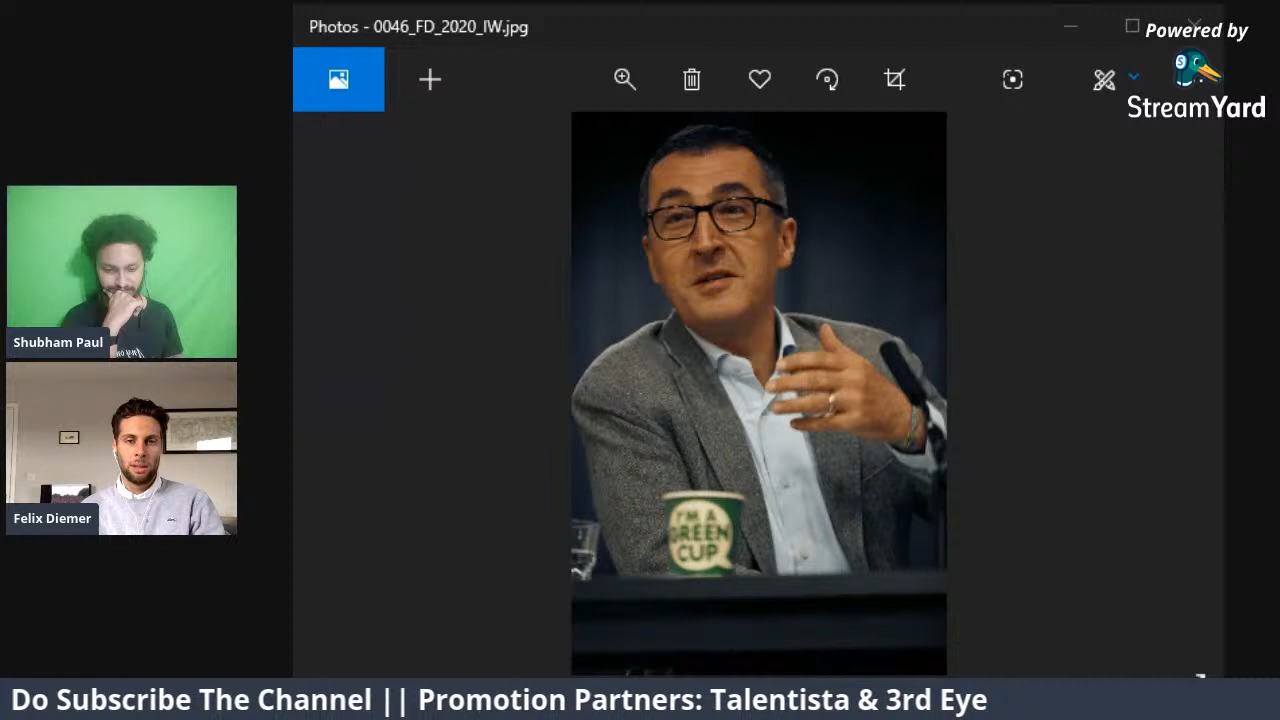 Photos - 0046_FD_2020_IW.jpg
Powered by
S
StreamYard
Shubham Paul
Felix Diemer
I'M A
GREEN
CUP
Do Subscribe The Channel || Promotion Partners: Talentista & 3rd Eye